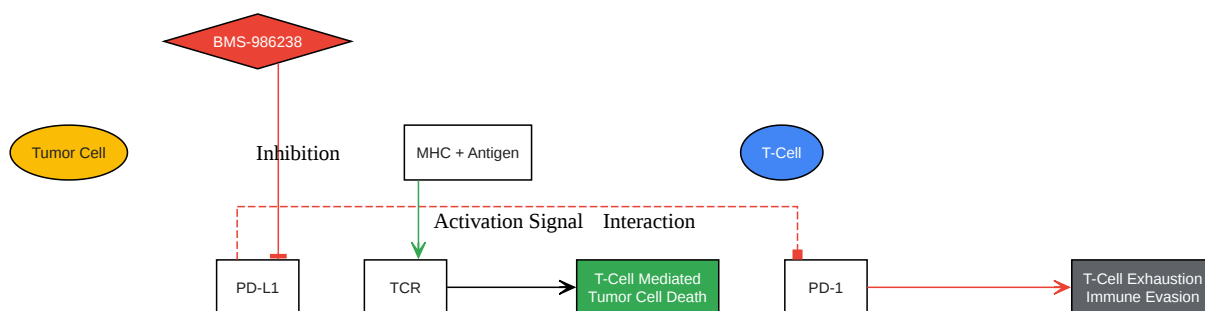 BMS-986238
Tumor Cell
Inhibition
MHC + Antigen
T-Cell
Activation Signal
Interaction
PD-L1
TCR
T-Cell Mediated
Tumor Cell Death
PD-1
T-Cell Exhaustion
Immune Evasion